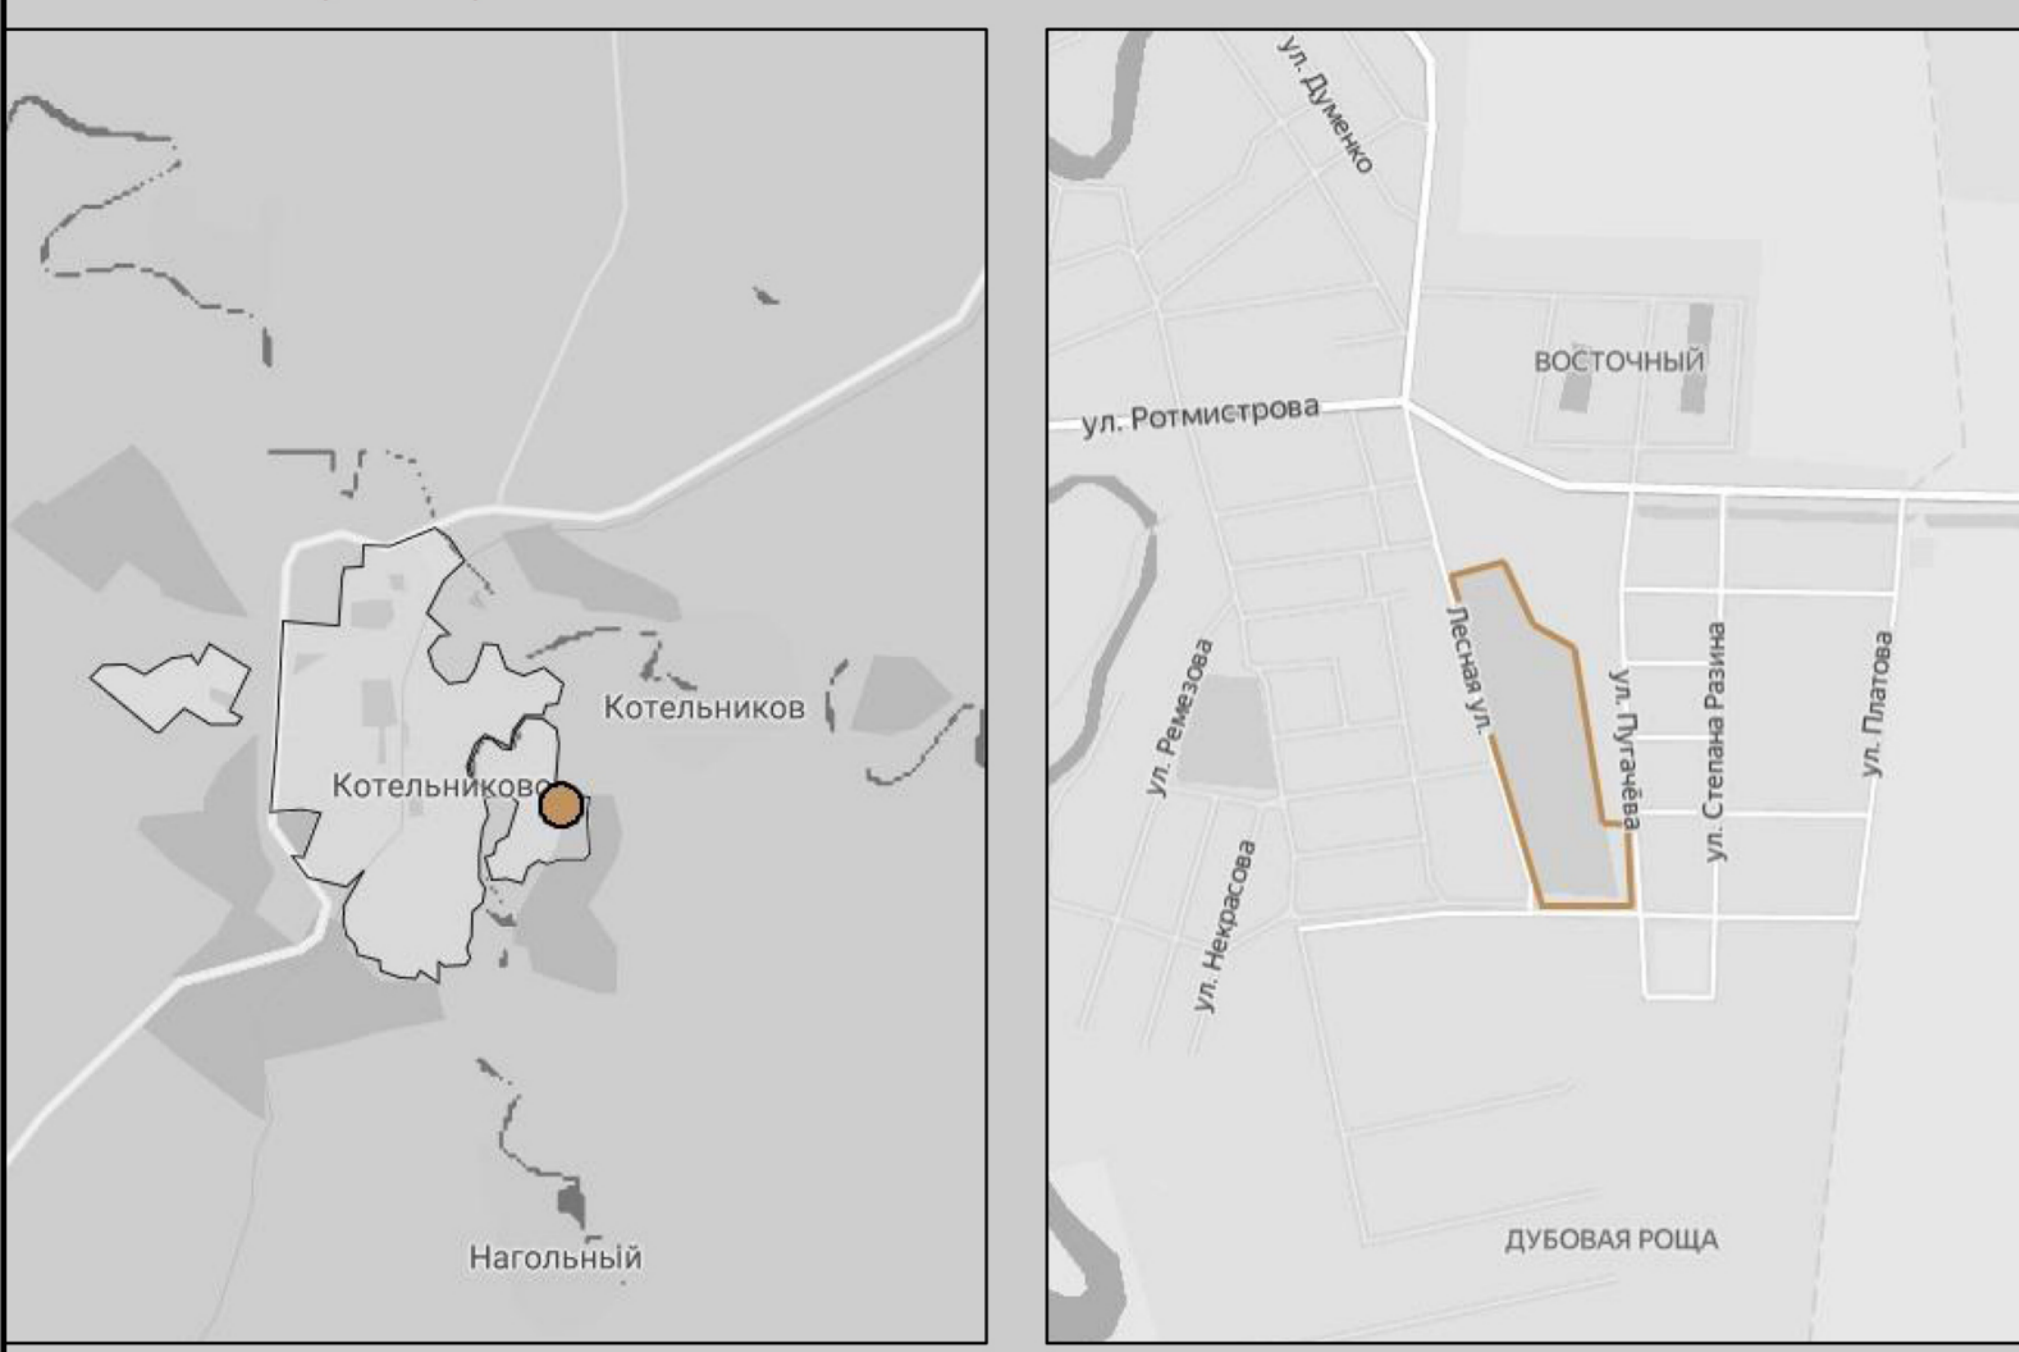 Котельников
Котельниково
Нагольный
ул. Думенко
ВОСТОЧНЫЙ
ул. Ротмистрова
Лесная ул.
ул. Ремезова
ул. Пугачёва
ул. Степана Разина
ул. Платова
ул. Некрасова
ДУБОВАЯ РОЩА